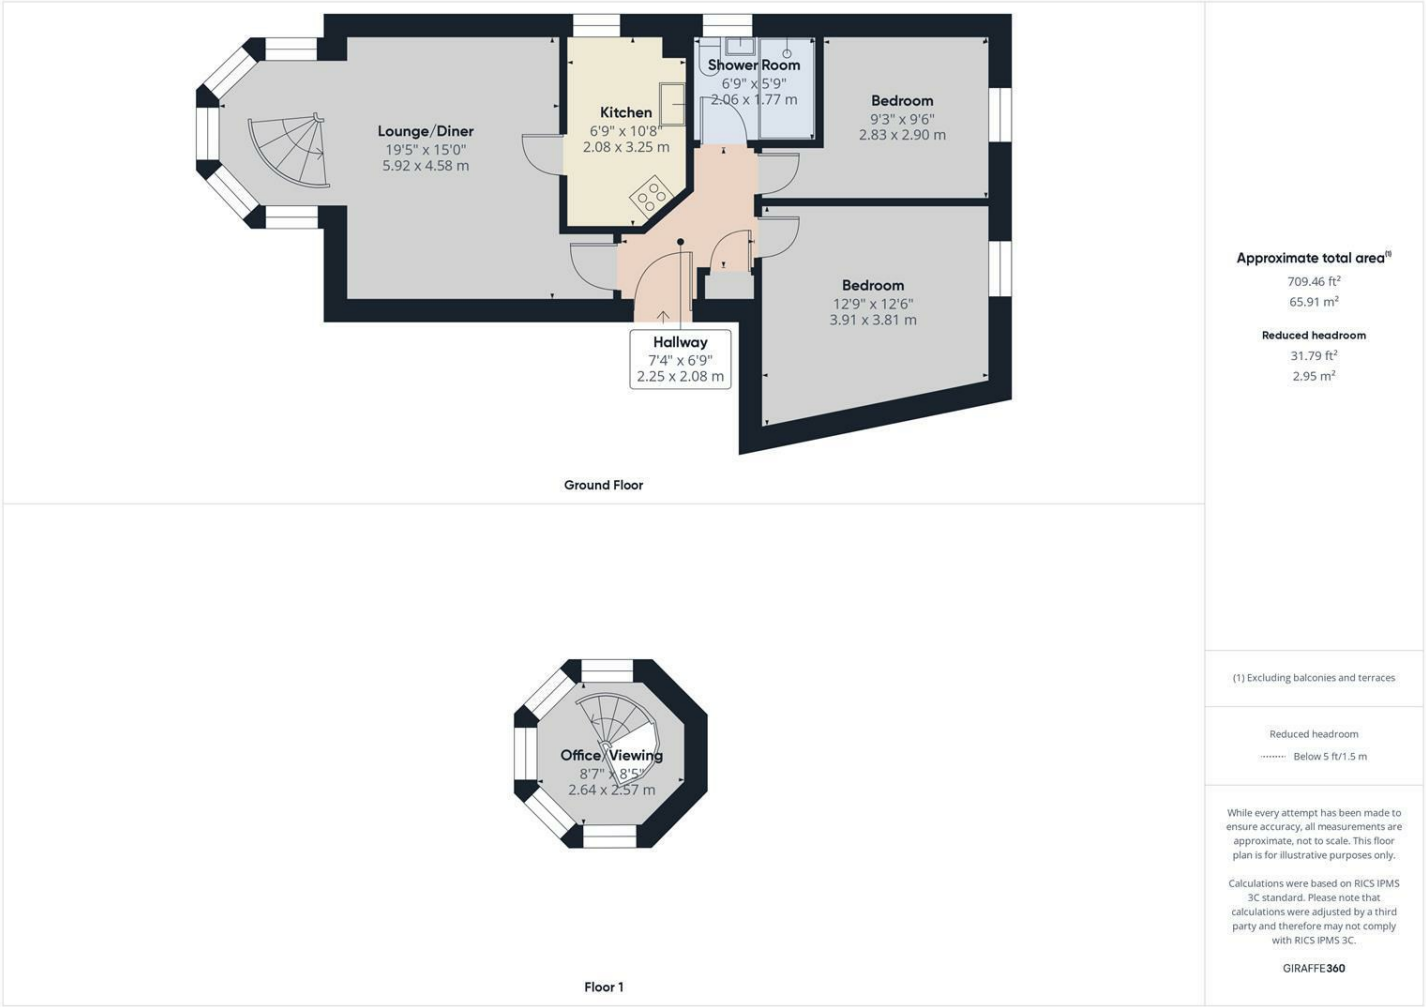 Lounge/Diner
19'5" x 15'0"
5.92 x 4.58 m
Kitchen
6'9" x 10'8"
2.08 x 3.25 m
Shower Room
6'9" x 5'9"
2.06 x 1.77 m
Bedroom
9'3" x 9'6"
2.83 x 2.90 m
Bedroom
12'9" x 12'6"
3.91 x 3.81 m
Hallway
7'4" x 6'9"
2.25 x 2.08 m
Ground Floor
Office/Viewing
8'7" x 8'5"
2.64 x 2.57 m
Floor 1
Approximate total area(1)
709.46 ft²
65.91 m²
Reduced headroom
31.79 ft²
2.95 m²
(1) Excluding balconies and terraces
Reduced headroom
Below 5 ft/1.5 m
While every attempt has been made to
ensure accuracy, all measurements are
approximate, not to scale. This floor
plan is for illustrative purposes only.
Calculations were based on RICS IPMS
3C standard. Please note that
calculations were adjusted by a third
party and therefore may not comply
with RICS IPMS 3C.
GIRAFFE360